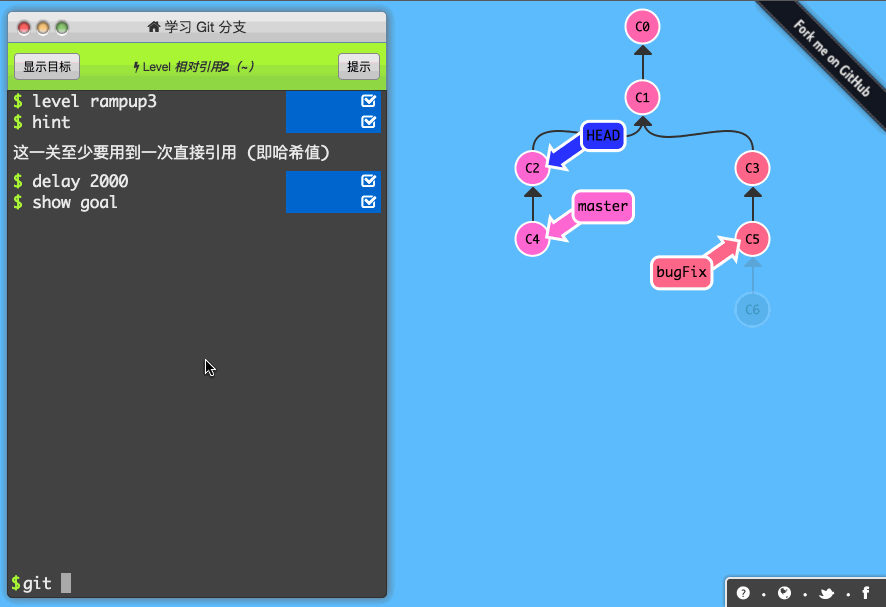 学习 Git 分支
显示目标
Level 相对引用2（~）
提示
$ level rampup3
$ hint
这一关至少要用到一次直接引用 (即哈希值)
$ delay 2000
$ show goal
$git
C0
C1
HEAD
C2
C3
master
C4
C5
bugFix
C6
Fork me on GitHub